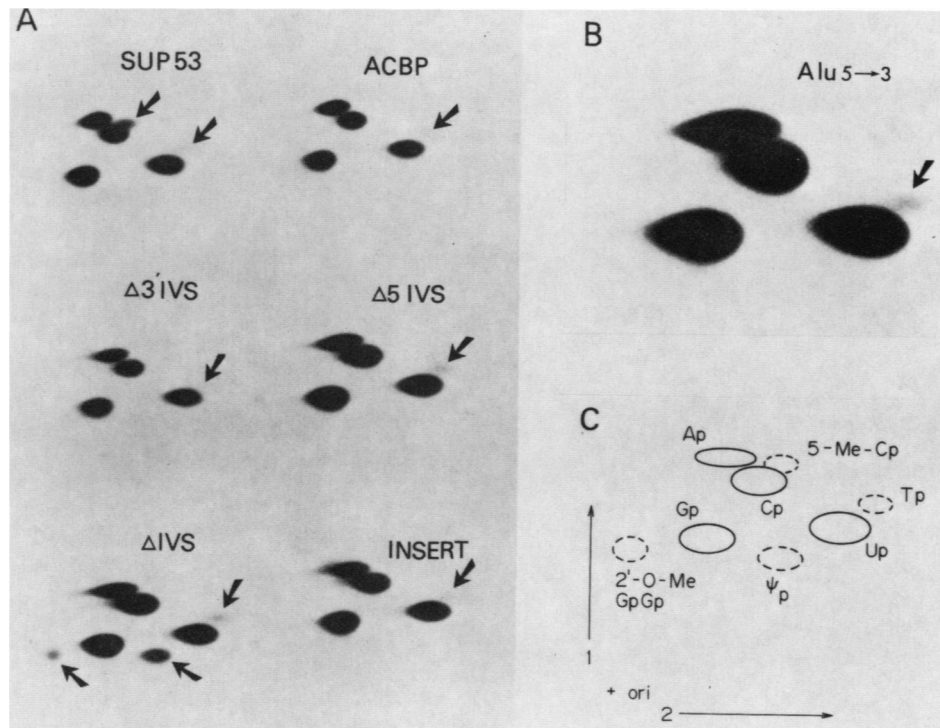 A
SUP53
ACBP
Δ3'IVS
Δ5 IVS
ΔIVS
INSERT
B
Alu 5→3
C
Ap
5-Me-Cp
Cp
Tp
Gp
Up
2'-O-Me
GpGp
Ψp
1
+ ori
2